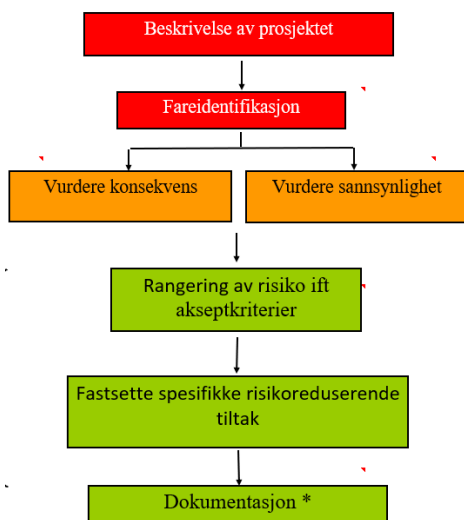 Beskrivelse av prosjektet
Fareidentifikasjon
Vurdere konsekvens
Vurdere sannsynlighet
Rangering av risiko ift
akseptkriterier
Fastsette spesifikke risikoreduserende
tiltak
Dokumentasjon *